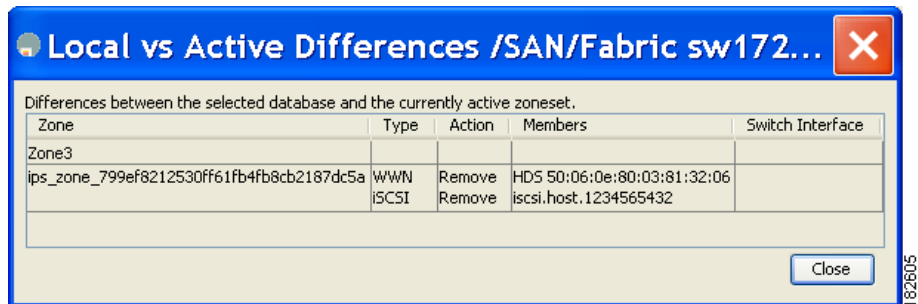 Local vs Active Differences /SAN/Fabric sw172...
Differences between the selected database and the currently active zoneset.
Zone Type Action Members Switch Interface
Zone3
ips_zone_799ef8212530ff61fb4fb8cb2187dc5a WWN Remove HDS 50:06:0e:80:03:81:32:06
iSCSI Remove iscsi.host.1234565432
Close
182605